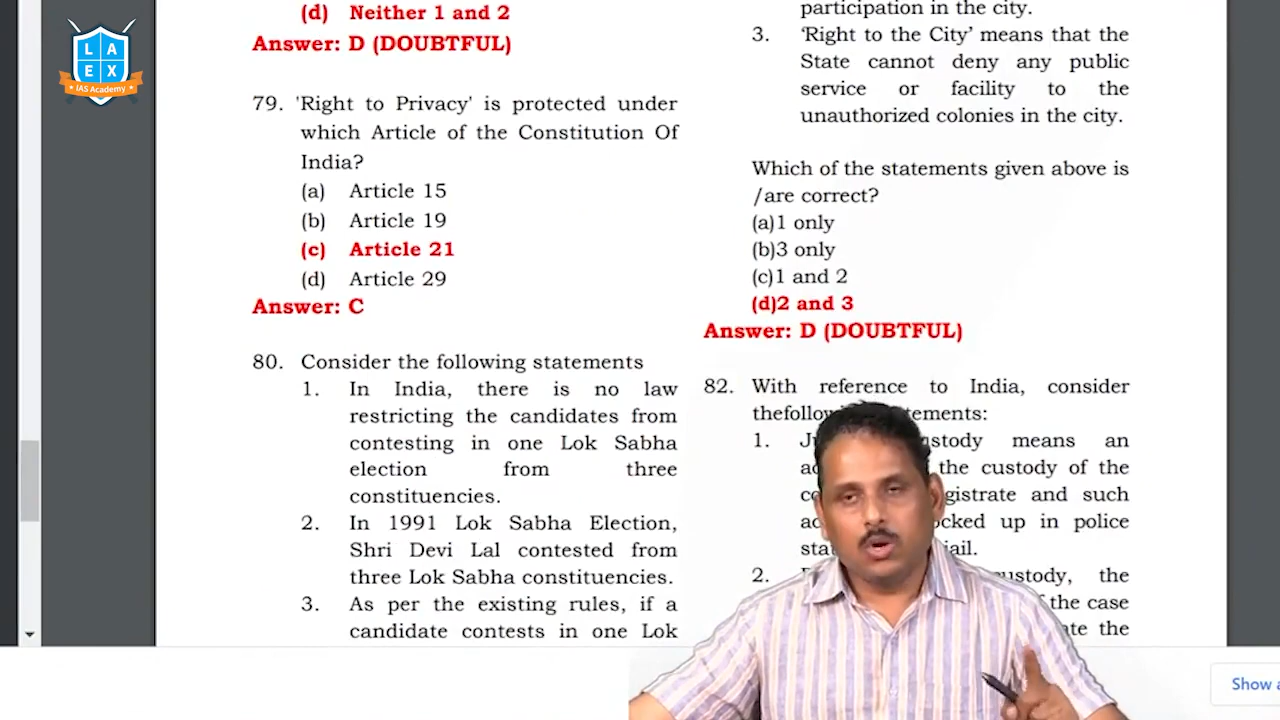 L A
E X
IAS Academy
(d) Neither 1 and 2
Answer: D (DOUBTFUL)
79. 'Right to Privacy' is protected under
which Article of the Constitution Of
India?
(a) Article 15
(b) Article 19
(c) Article 21
(d) Article 29
Answer: C
80. Consider the following statements
1. In India, there is no law
restricting the candidates from
contesting in one Lok Sabha
election from three
constituencies.
2. In 1991 Lok Sabha Election,
Shri Devi Lal contested from
three Lok Sabha constituencies.
3. As per the existing rules, if a
candidate contests in one Lok
participation in the city.
3. 'Right to the City' means that the
State cannot deny any public
service or facility to the
unauthorized colonies in the city.
Which of the statements given above is
/are correct?
(a)1 only
(b)3 only
(c)1 and 2
(d)2 and 3
Answer: D (DOUBTFUL)
82. With reference to India, consider
1. means an
the custody of the
and such
up in police
2. the
the case
the
Show